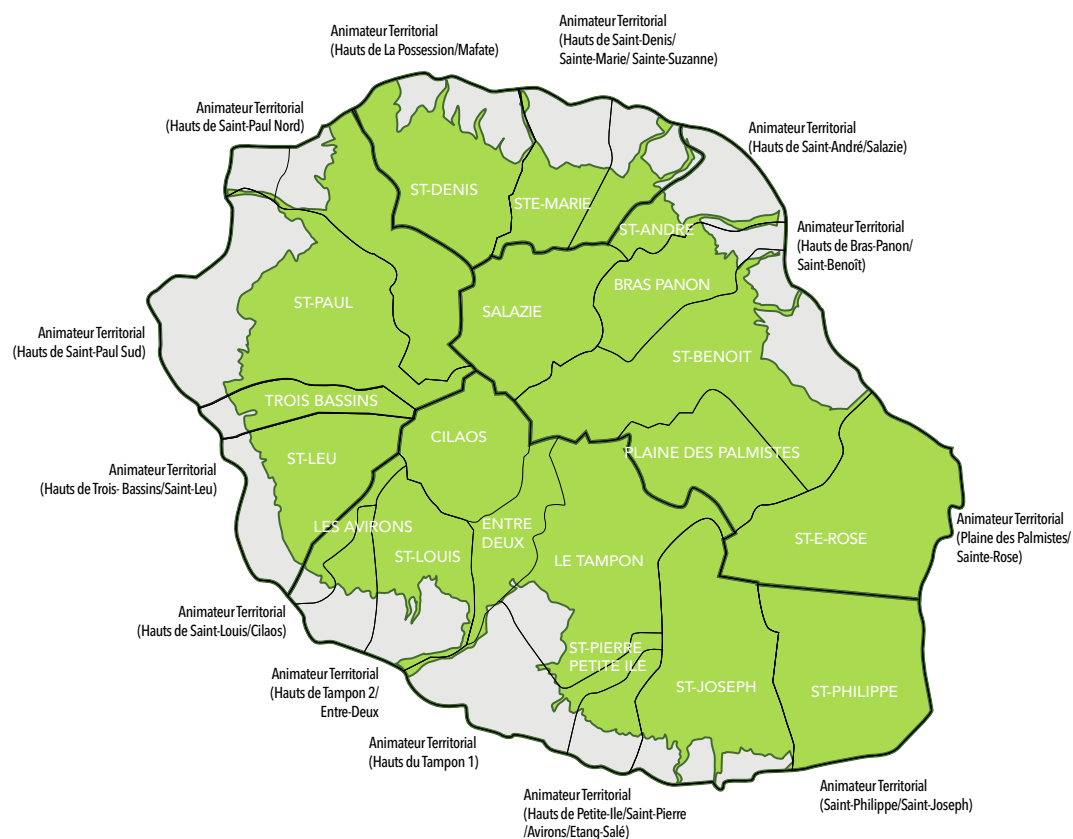 Animateur Territorial
(Hauts de Saint-Denis/
Sainte-Marie/ Sainte-Suzanne)
Animateur Territorial
(Hauts de La Possession/Mafate)
Animateur Territorial
(Hauts de Saint-Paul Nord)
Animateur Territorial
(Hauts de Saint-André/Salazie)
ST-DENIS
STE-MARIE
ST-ANDRE
Animateur Territorial
(Hauts de Bras-Panon/
Saint-Benoît)
BRAS PANON
ST-PAUL
SALAZIE
Animateur Territorial
(Hauts de Saint-Paul Sud)
ST-BENOIT
TROIS BASSINS
CILAOS
PLAINE DES PALMISTES
ST-LEU
Animateur Territorial
(Hauts de Trois- Bassins/Saint-Leu)
LES AVIRONS
ENTRE
DEUX
ST-LOUIS
LE TAMPON
ST-E-ROSE
Animateur Territorial
(Plaine des Palmistes/
Sainte-Rose)
Animateur Territorial
(Hauts de Saint-Louis/Cilaos)
ST-PIERRE
PETITE ILE
ST-JOSEPH
ST-PHILIPPE
Animateur Territorial
(Hauts de Tampon 2/
Entre-Deux
Animateur Territorial
(Hauts du Tampon 1)
Animateur Territorial
(Saint-Philippe/Saint-Joseph)
Animateur Territorial
(Hauts de Petite-Ile/Saint-Pierre
/Avirons/Etang-Salé)